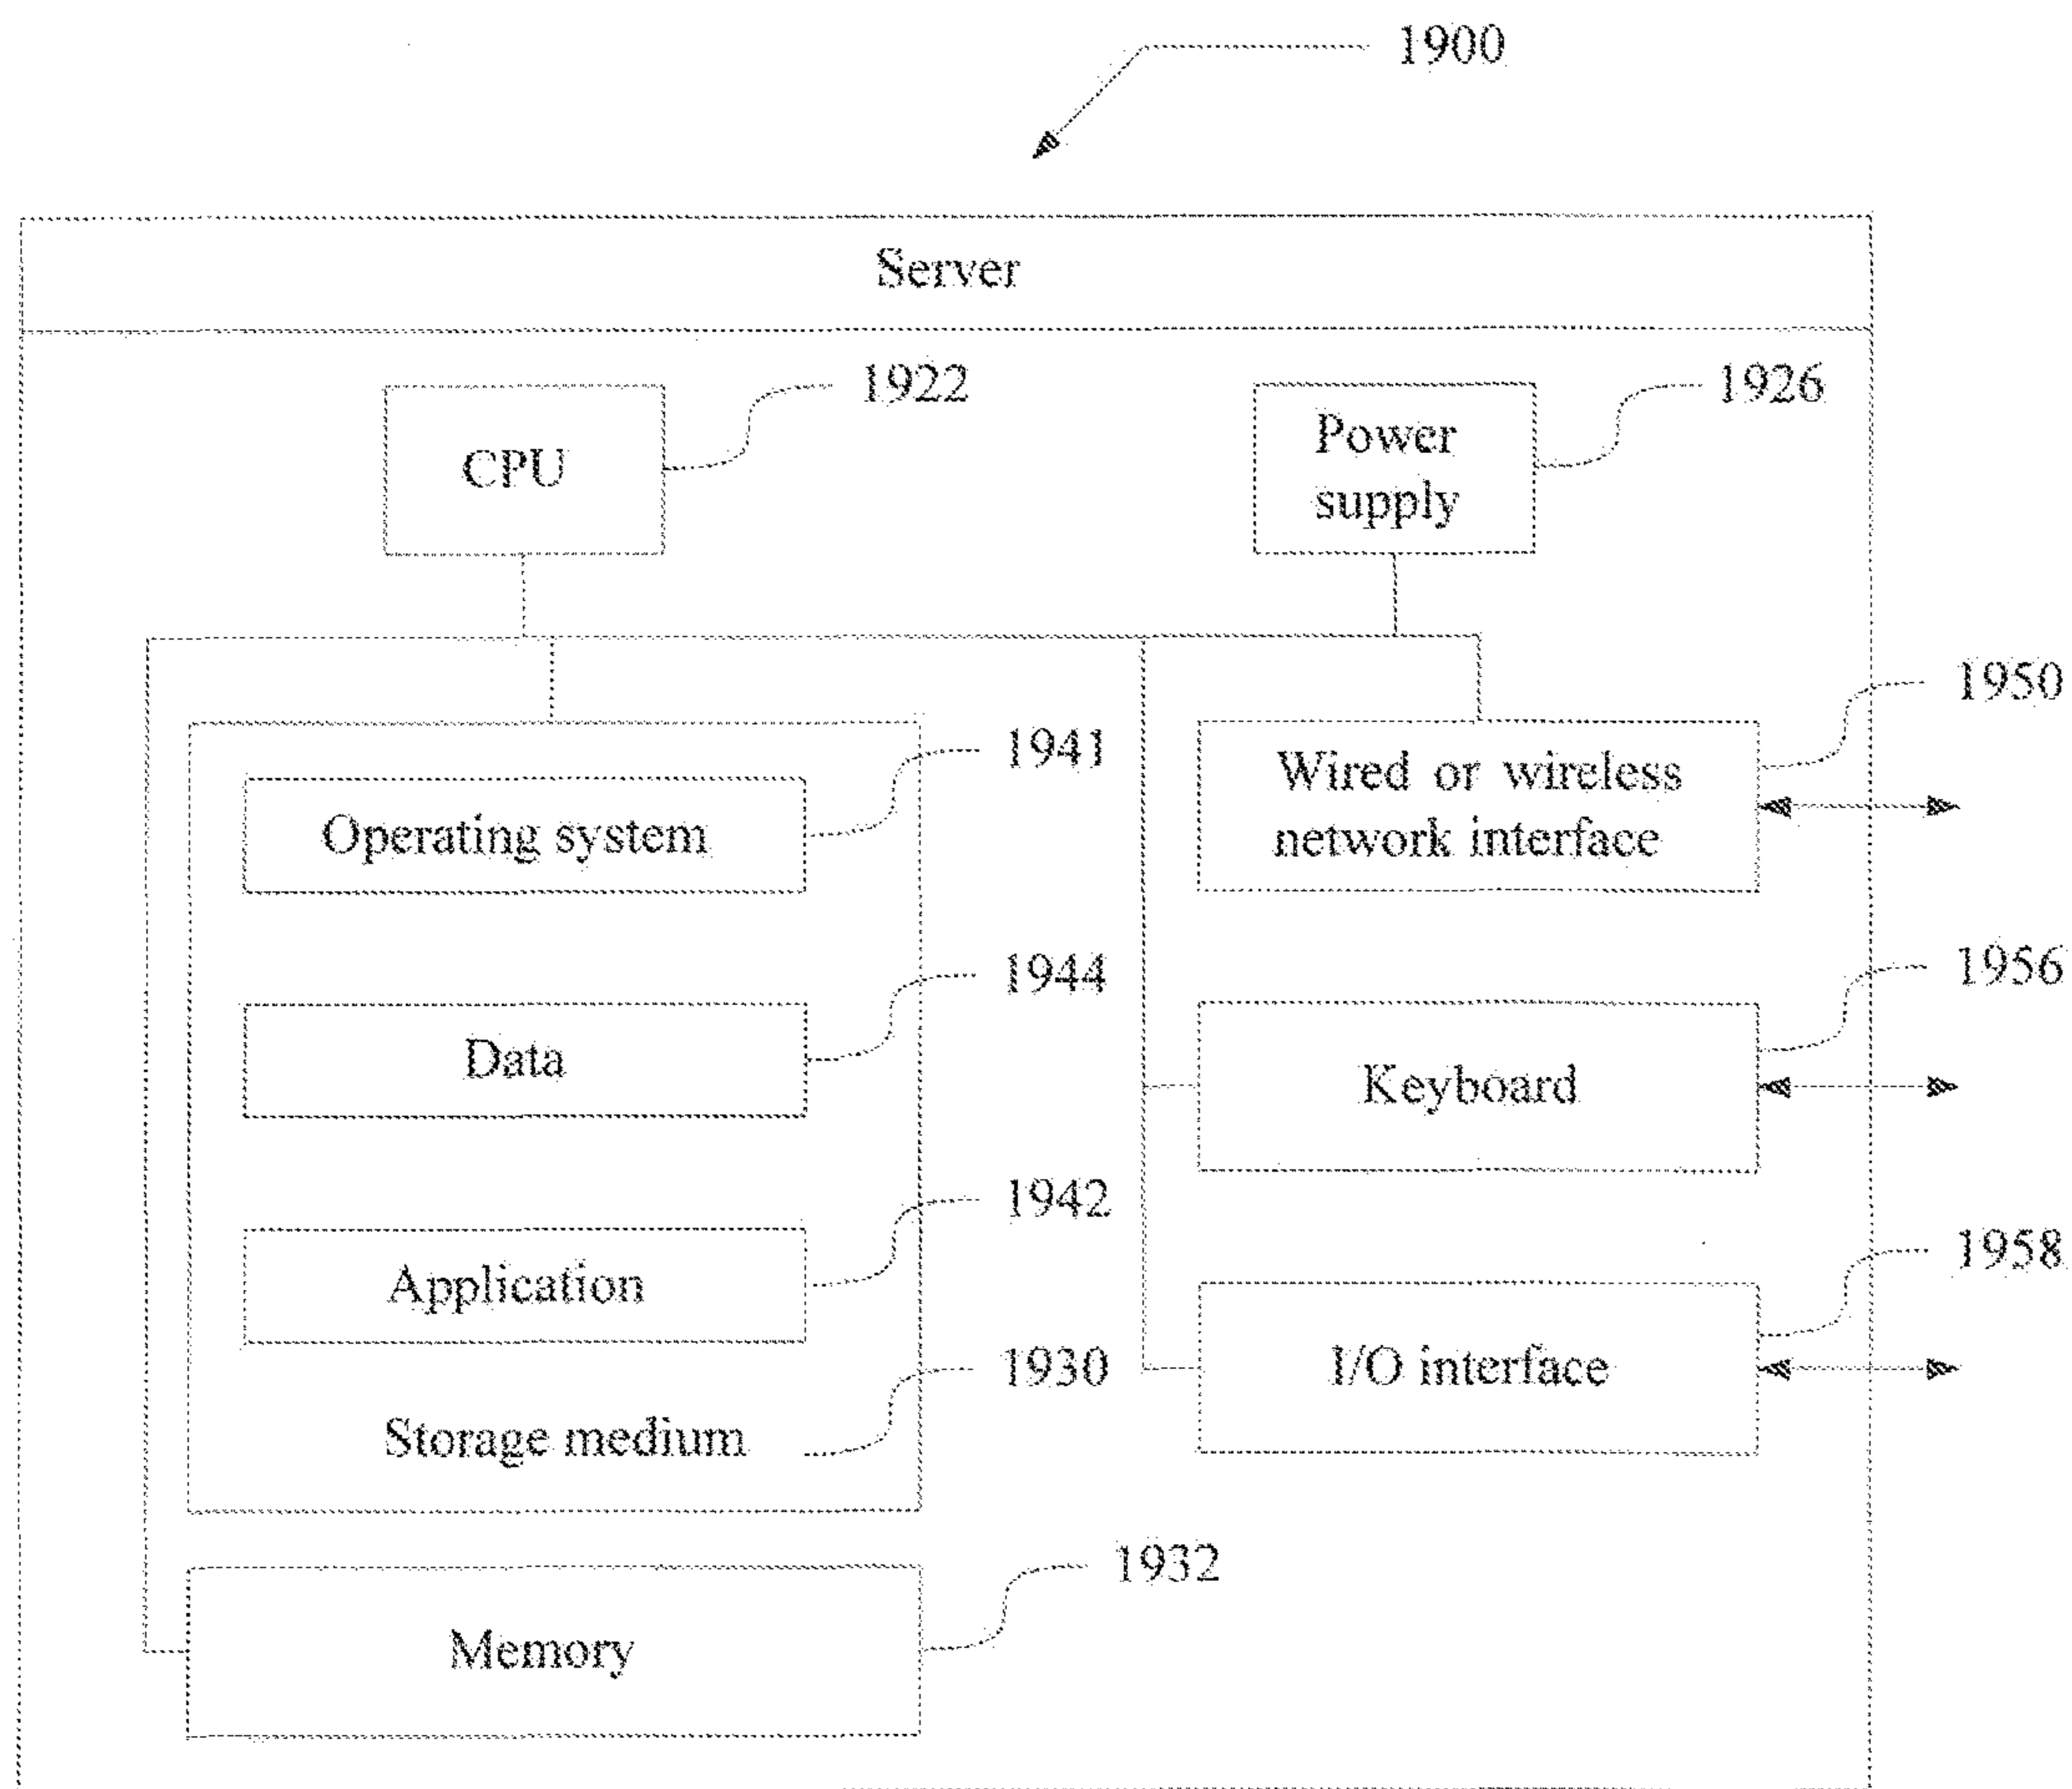 1900
Server
CPU
1922
Power
supply
1926
Operating system
1941
Data
1944
Application
1942
Storage medium
1930
Memory
1932
Wired or wireless
network interface
1950
Keyboard
1956
I/O interface
1958